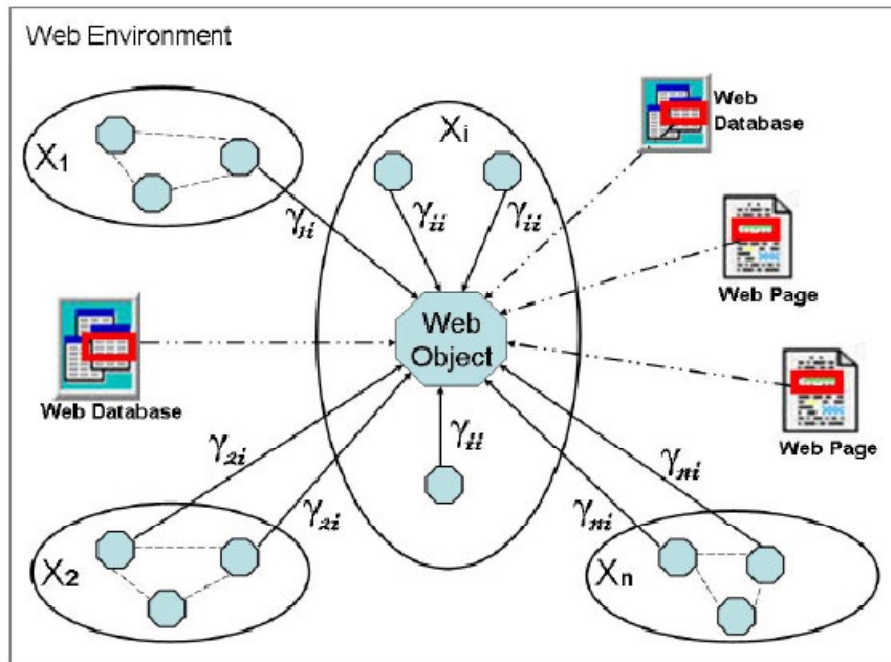 Web Environment
X₁
Xᵢ
Web
Database
γ₁ᵢ
γᵢᵢ
γᵢᵢ
Web Page
Web
Object
Web Database
Web Page
γ₂ᵢ
γᵢᵢ
γₙᵢ
γ₂ᵢ
γₙᵢ
X₂
Xₙ